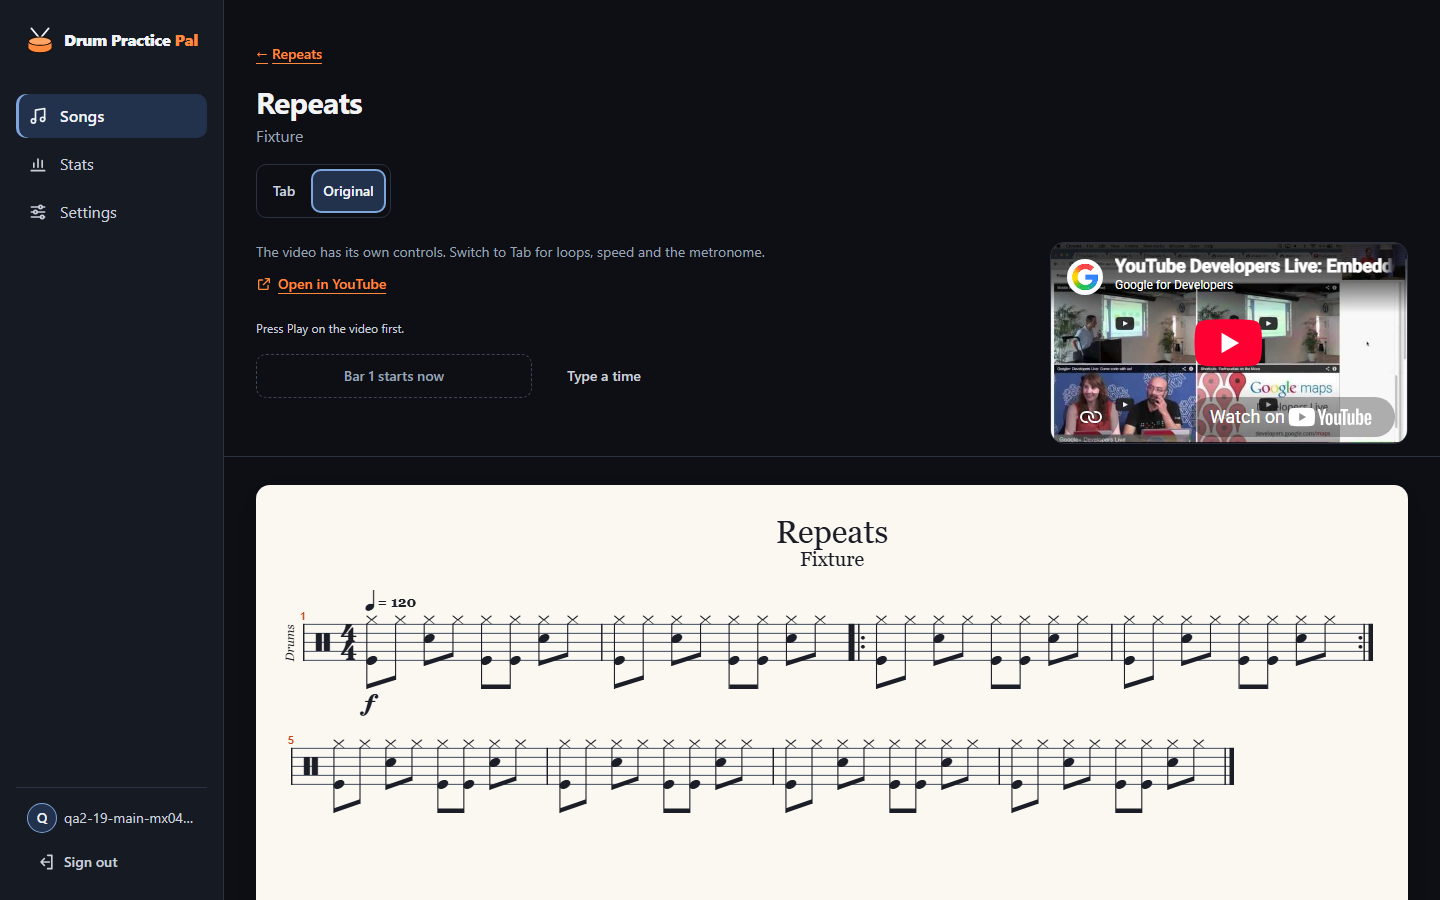 Drum Practice Pal
Songs
Stats
Settings
qa2-19-main-mx04...
Q
Sign out
← Repeats
Repeats
Fixture
Tab
Original
The video has its own controls. Switch to Tab for loops, speed and the metronome.
Open in YouTube
Press Play on the video first.
Bar 1 starts now
Type a time
YouTube Developers Live: Embedd
Google for Developers
Google maps
Watch on YouTube
Repeats
Fixture
= 120
1
Drums
4
4
f
5